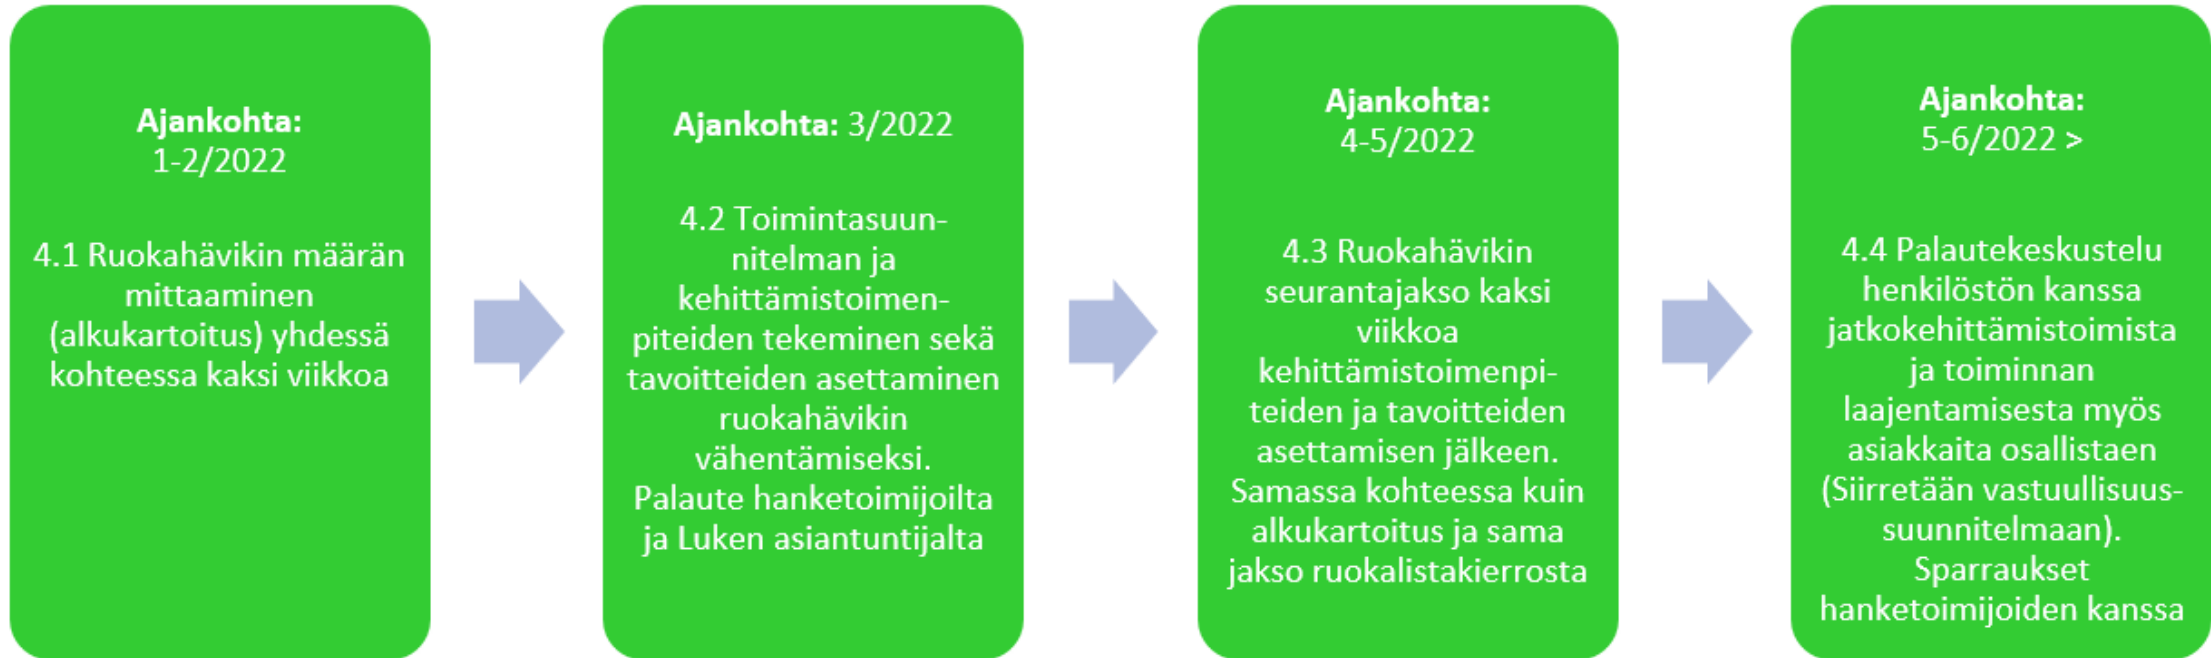 Ajankohta:
1-2/2022
4.1 Ruokahävikin määrän
mittaaminen
(alkukartoitus) yhdessä
kohteessa kaksi viikkoa
Ajankohta: 3/2022
4.2 Toimintasuun-
nitelman ja
kehittämistoimen-
piteiden tekeminen sekä
tavoitteiden asettaminen
ruokahävikin
vähentämiseksi.
Palaute hanketoimijoilta
ja Luken asiantuntijalta
Ajankohta:
4-5/2022
4.3 Ruokahävikin
seurantajakso kaksi
viikkoa
kehittämistoimenpi-
teiden ja tavoitteiden
asettamisen jälkeen.
Samassa kohteessa kuin
alkukartoitus ja sama
jakso ruokalistakierrosta
Ajankohta:
5-6/2022 >
4.4 Palautekeskustelu
henkilöstön kanssa
jatkokehittämistoimista
ja toiminnan
laajentamisesta myös
asiakkaita osallistaen
(Siirretään vastuullisuus-
suunnitelmaan).
Sparraukset
hanketoimijoiden kanssa